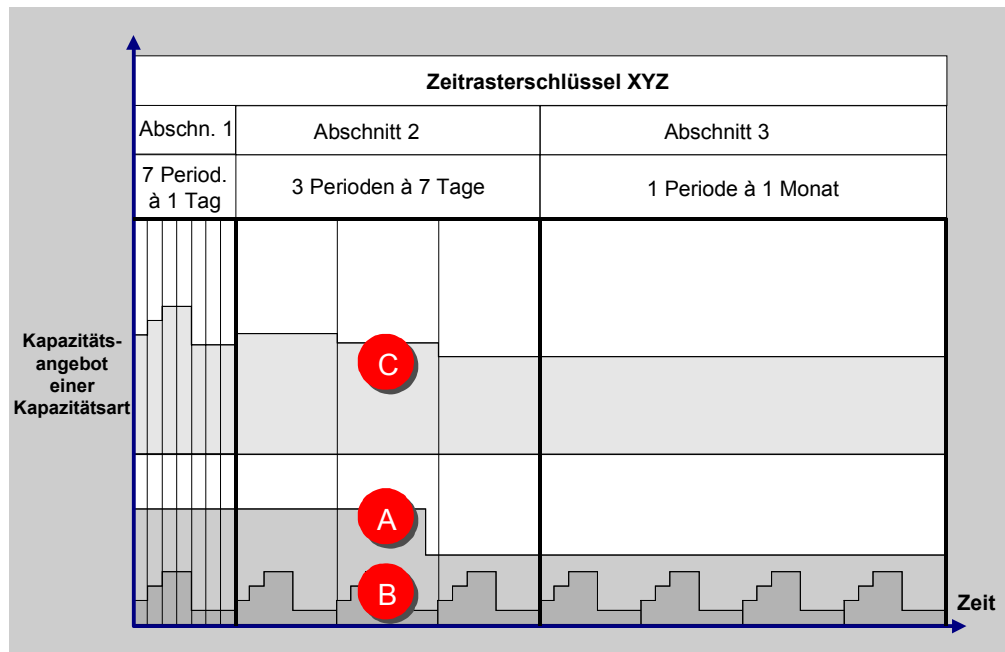 Zeitrasterschlüssel XYZ
Abschn. 1
Abschnitt 2
Abschnitt 3
7 Period.
à 1 Tag
3 Perioden à 7 Tage
1 Periode à 1 Monat
Kapazitäts-
angebot
einer
Kapazitätsart
C
A
B
Zeit